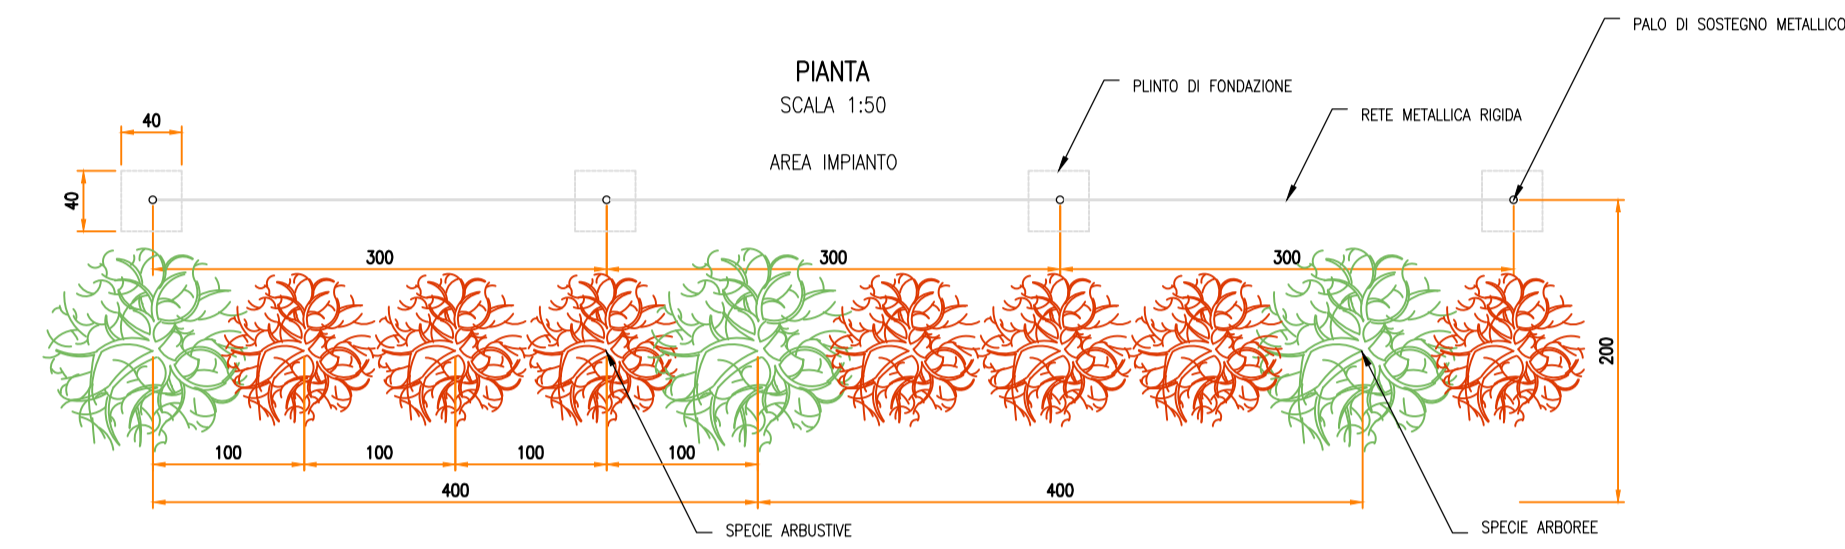 PALO DI SOSTEGNO METALLICO
PIANTA
SCALA 1:50
PLINTO DI FONDAZIONE
RETE METALLICA RIGIDA
40
AREA IMPIANTO
40
300
300
300
200
100
100
100
100
400
400
SPECIE ARBUSTIVE
SPECIE ARBOREE